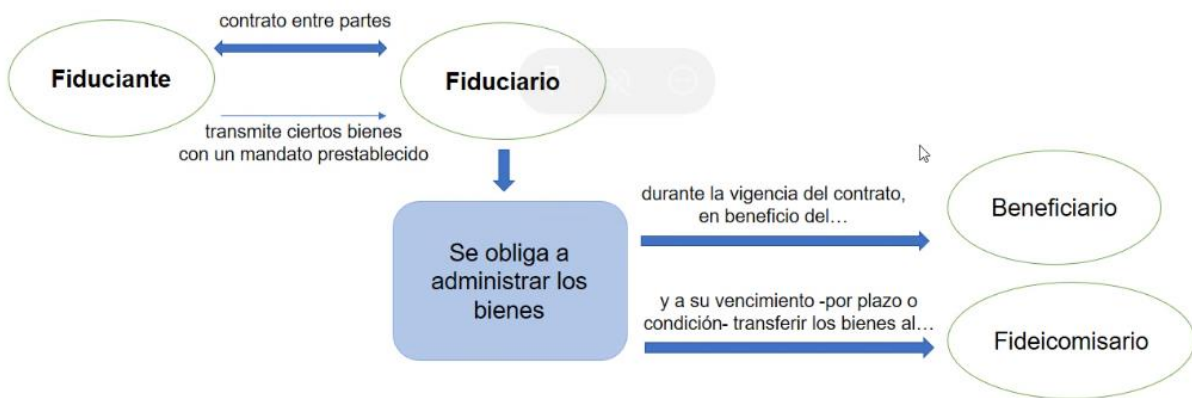 contrato entre partes
Fiduciante
Fiduciario
transmite ciertos bienes
con un mandato prestablecido
Se obliga a
administrar los
bienes
durante la vigencia del contrato,
en beneficio del...
Beneficiario
y a su vencimiento -por plazo o
condición- transferir los bienes al...
Fideicomisario